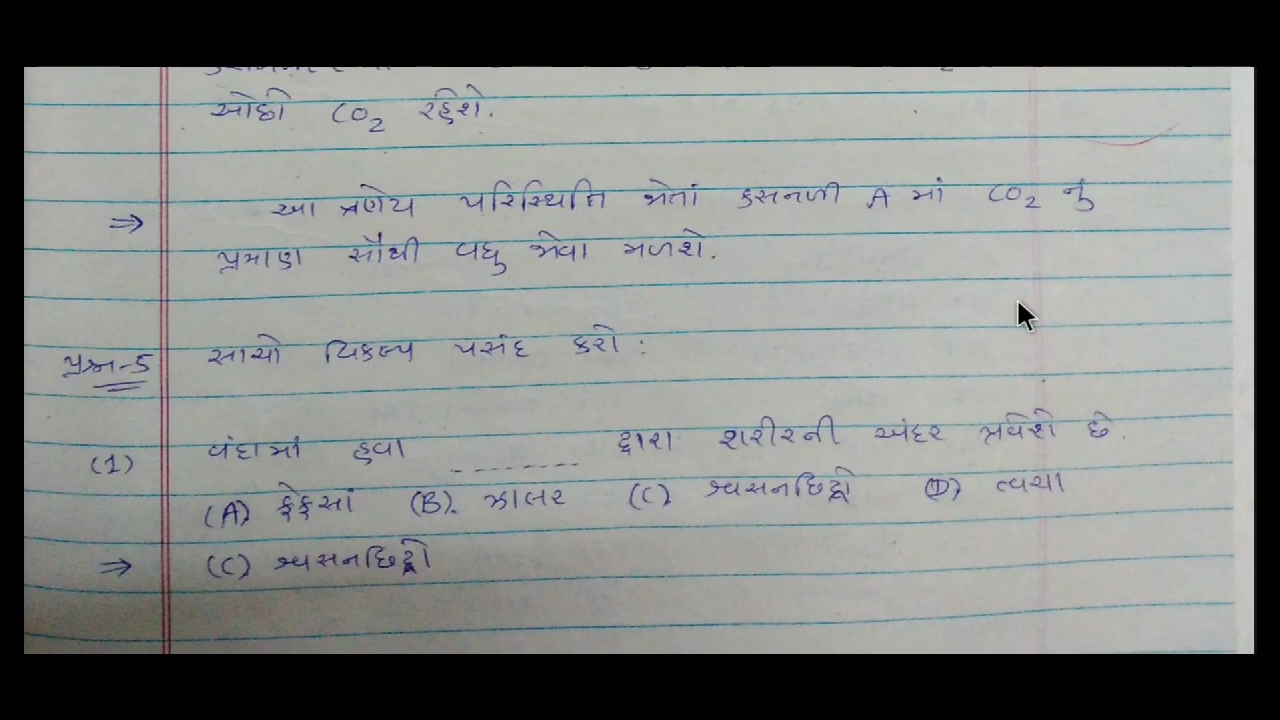 ઓછી CO2 રહેશે.
⇒ આ ત્રણેય પરિસ્થિતિ જોતાં કસનળી A માં CO2 નું
પ્રમાણ સૌથી વધુ જોવા મળશે.
પ્રશ્ન-5 સાચો વિકલ્પ પસંદ કરો :
(1) વંદામાં હવા ------- દ્વારા શરીરની અંદર પ્રવેશે છે.
(A) ફેફસાં (B). ઝાલર (C) શ્વસનછિદ્રો (D) ત્વચા
⇒ (C) શ્વસનછિદ્રો